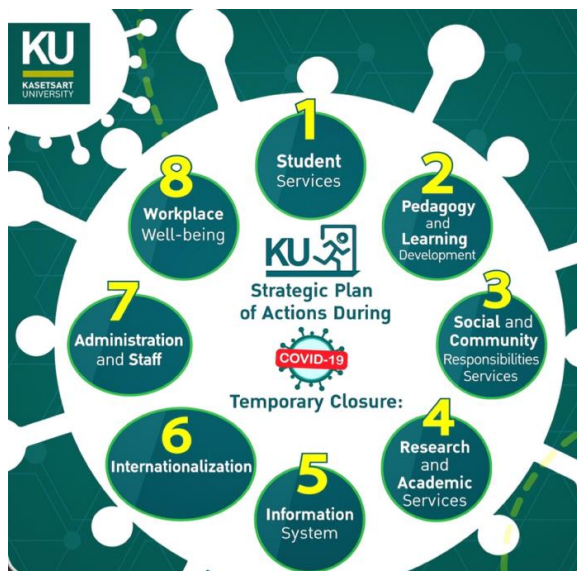 KU
KASETSART
UNIVERSITY
1
Student
Services
2
Pedagogy
and
Learning
Development
3
Social and
Community
Responsibilities
Services
4
Research
and
Academic
Services
5
Information
System
6
Internationalization
7
Administration
and Staff
8
Workplace
Well-being
KU
Strategic Plan
of Actions During
COVID-19
Temporary Closure: